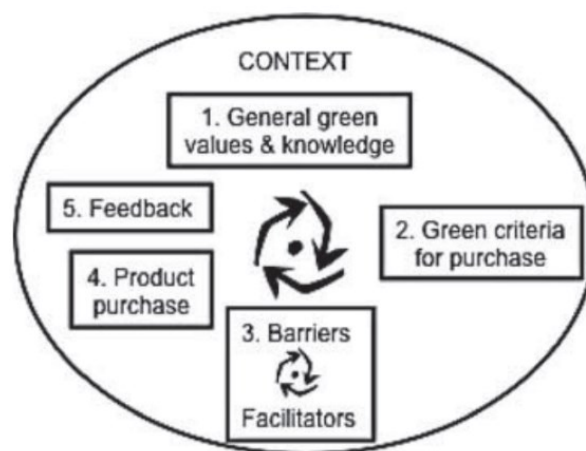 CONTEXT
1. General green
values & knowledge
2. Green criteria
for purchase
3. Barriers
Facilitators
4. Product
purchase
5. Feedback